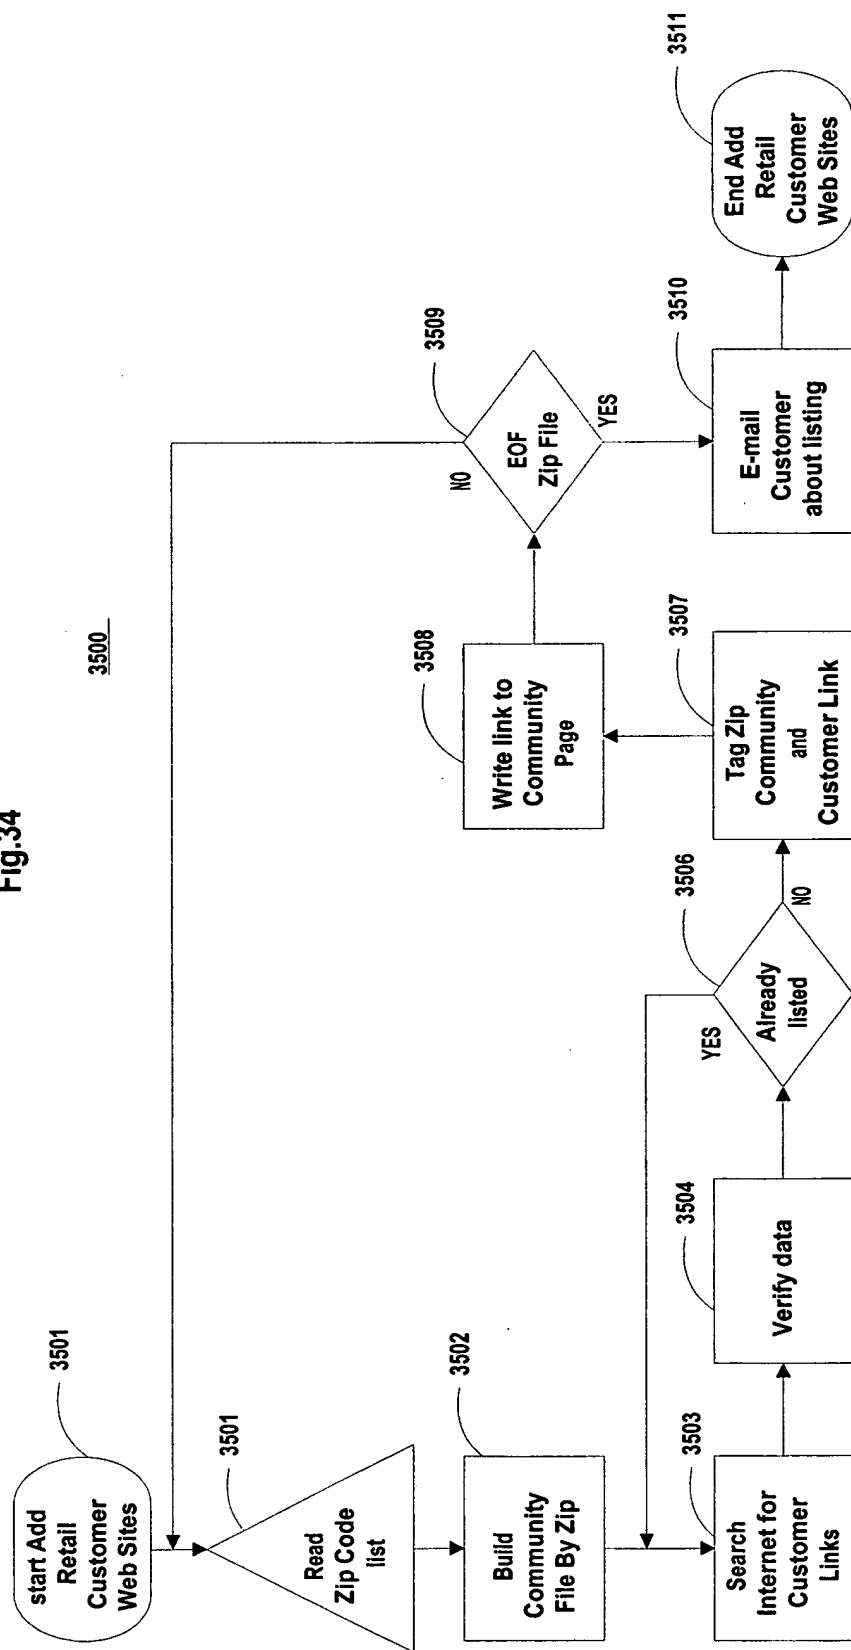 Fig.34
3500
start Add
Retail
Customer
Web Sites
3501
Read
Zip Code
list
3501
Build
Community
File By Zip
3502
Search
Internet for
Customer
Links
3503
Verify data
3504
Already
listed
3506
YES
NO
Tag Zip
Community
and
Customer Link
3507
Write link to
Community
Page
3508
EOF
Zip File
3509
NO
YES
E-mail
Customer
about listing
3510
End Add
Retail
Customer
Web Sites
3511